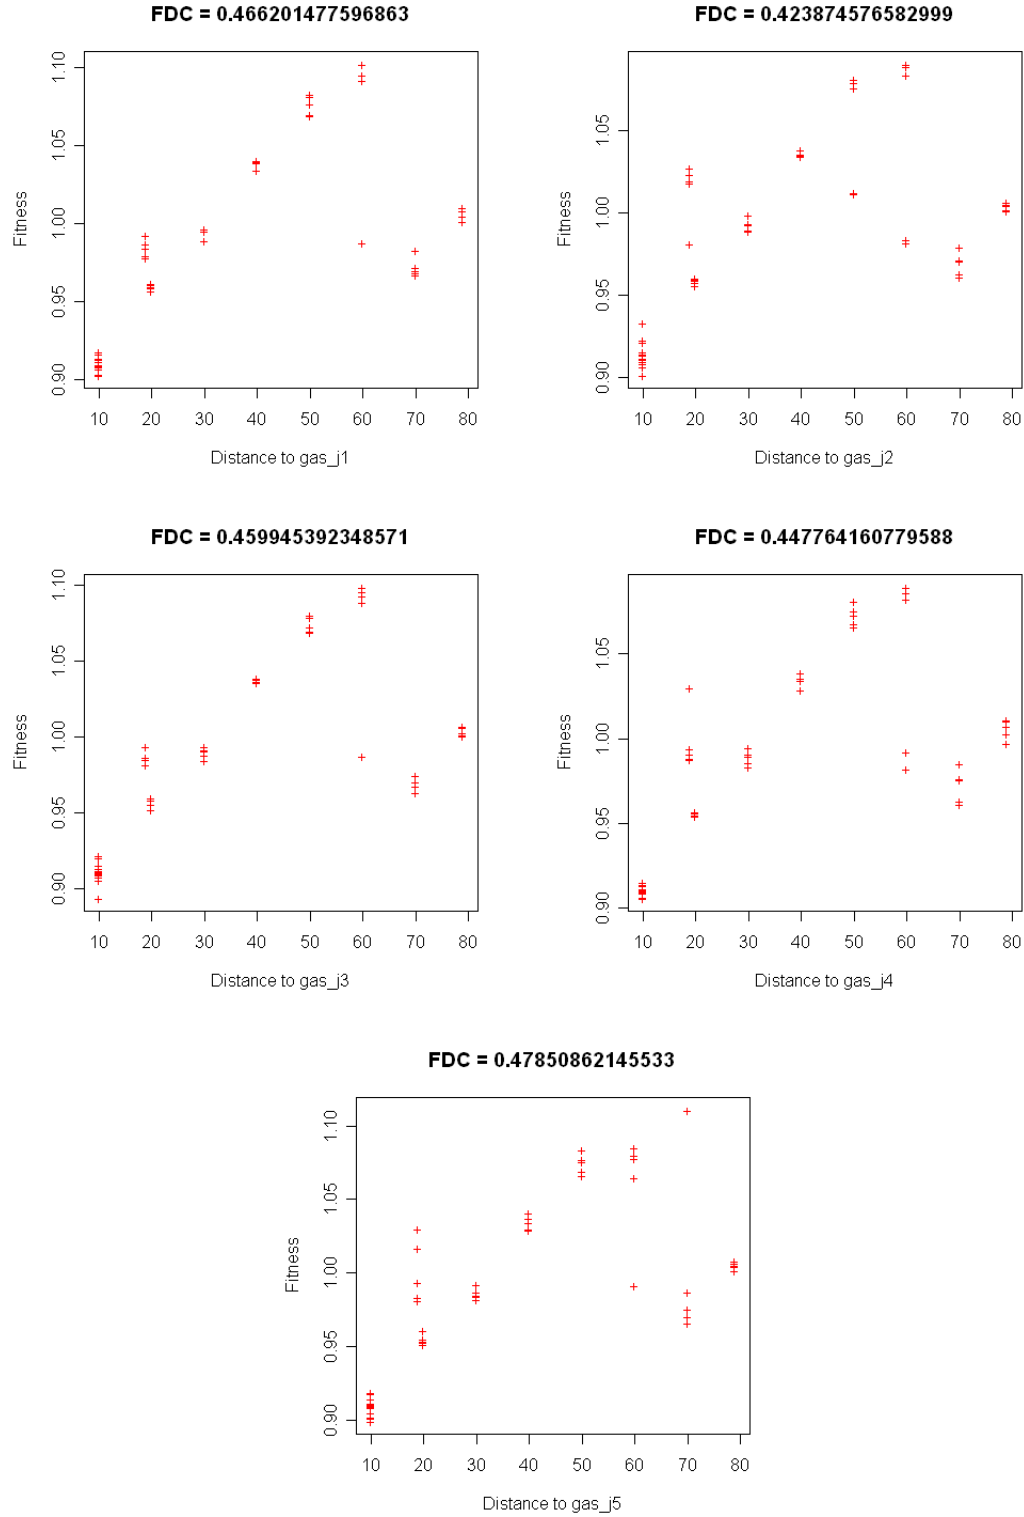 FDC = 0.466201477596863
Fitness
0.90 0.95 1.00 1.05 1.10
10 20 30 40 50 60 70 80
Distance to gas_j1
FDC = 0.423874576582999
Fitness
0.90 0.95 1.00 1.05
10 20 30 40 50 60 70 80
Distance to gas_j2
FDC = 0.459945392348571
Fitness
0.90 0.95 1.00 1.05 1.10
10 20 30 40 50 60 70 80
Distance to gas_j3
FDC = 0.447764160779588
Fitness
0.90 0.95 1.00 1.05
10 20 30 40 50 60 70 80
Distance to gas_j4
FDC = 0.47850862145533
Fitness
0.90 0.95 1.00 1.05 1.10
10 20 30 40 50 60 70 80
Distance to gas_j5